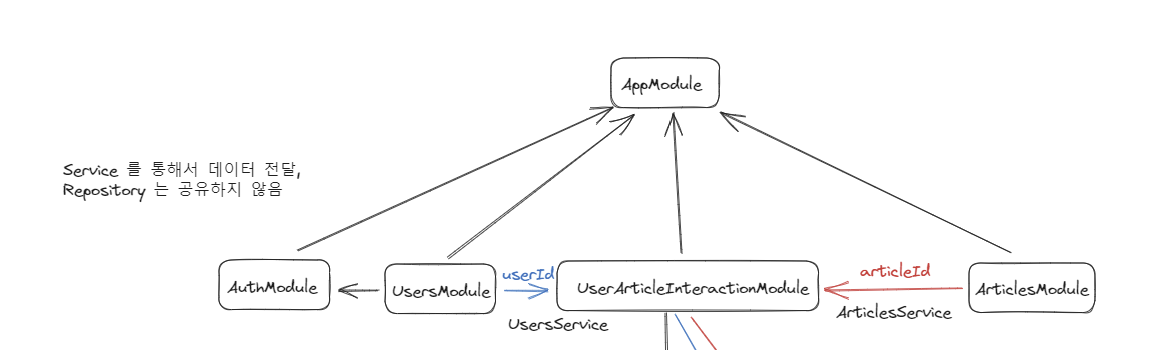 AppModule
Service 를 통해서 데이터 전달,
Repository 는 공유하지 않음
userId
articleId
AuthModule
UsersModule
UserArticleInteractionModule
ArticlesModule
UsersService
ArticlesService